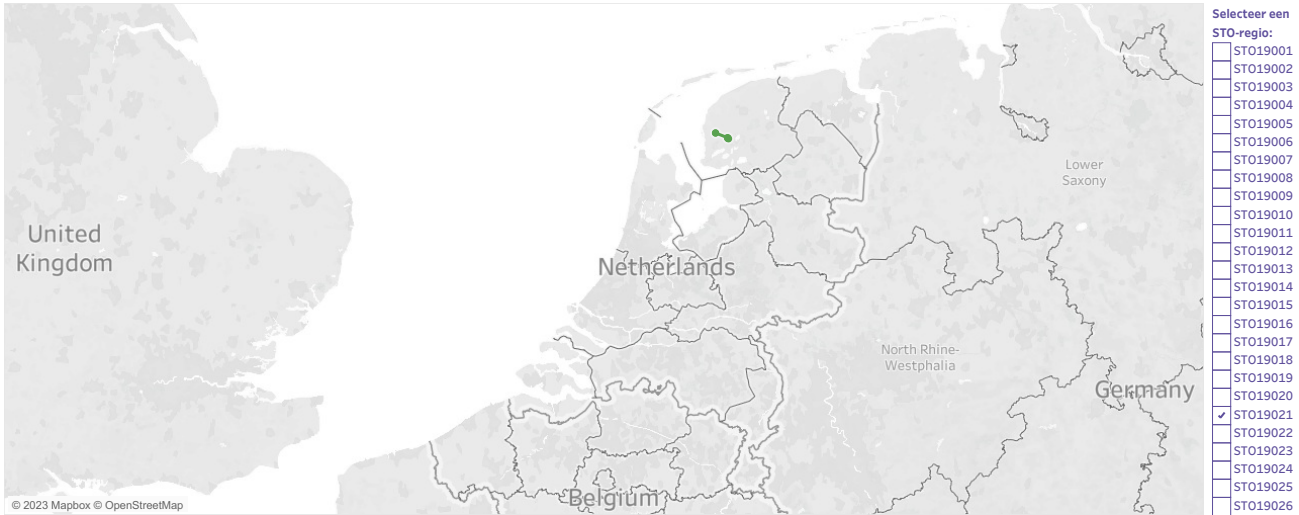 United
Kingdom
Netherlands
Belgium
Lower
Saxony
North Rhine-
Westphalia
Germany
© 2023 Mapbox © OpenStreetMap
Selecteer een
STO-regio:
STO19001
STO19002
STO19003
STO19004
STO19005
STO19006
STO19007
STO19008
STO19009
STO19010
STO19011
STO19012
STO19013
STO19014
STO19015
STO19016
STO19017
STO19018
STO19019
STO19020
STO19021
STO19022
STO19023
STO19024
STO19025
STO19026